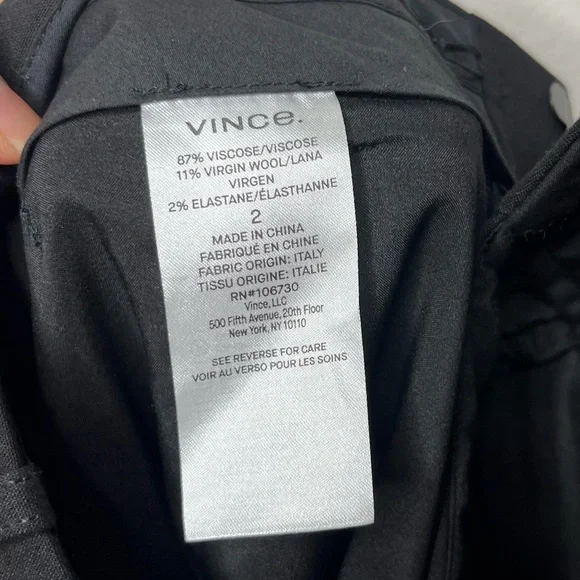 VINCE.
87% VISCOSE/VISCOSE
11% VIRGIN WOOL/LANA
VIRGEN
2% ELASTANE/ÉLASTHANNE
2
MADE IN CHINA
FABRIQUÉ EN CHINE
FABRIC ORIGIN: ITALY
TISSU ORIGINE: ITALIE
RN#106730
Vince, LLC
500 Fifth Avenue, 20th Floor
New York, NY 10110
SEE REVERSE FOR CARE
VOIR AU VERSO POUR LES SOINS